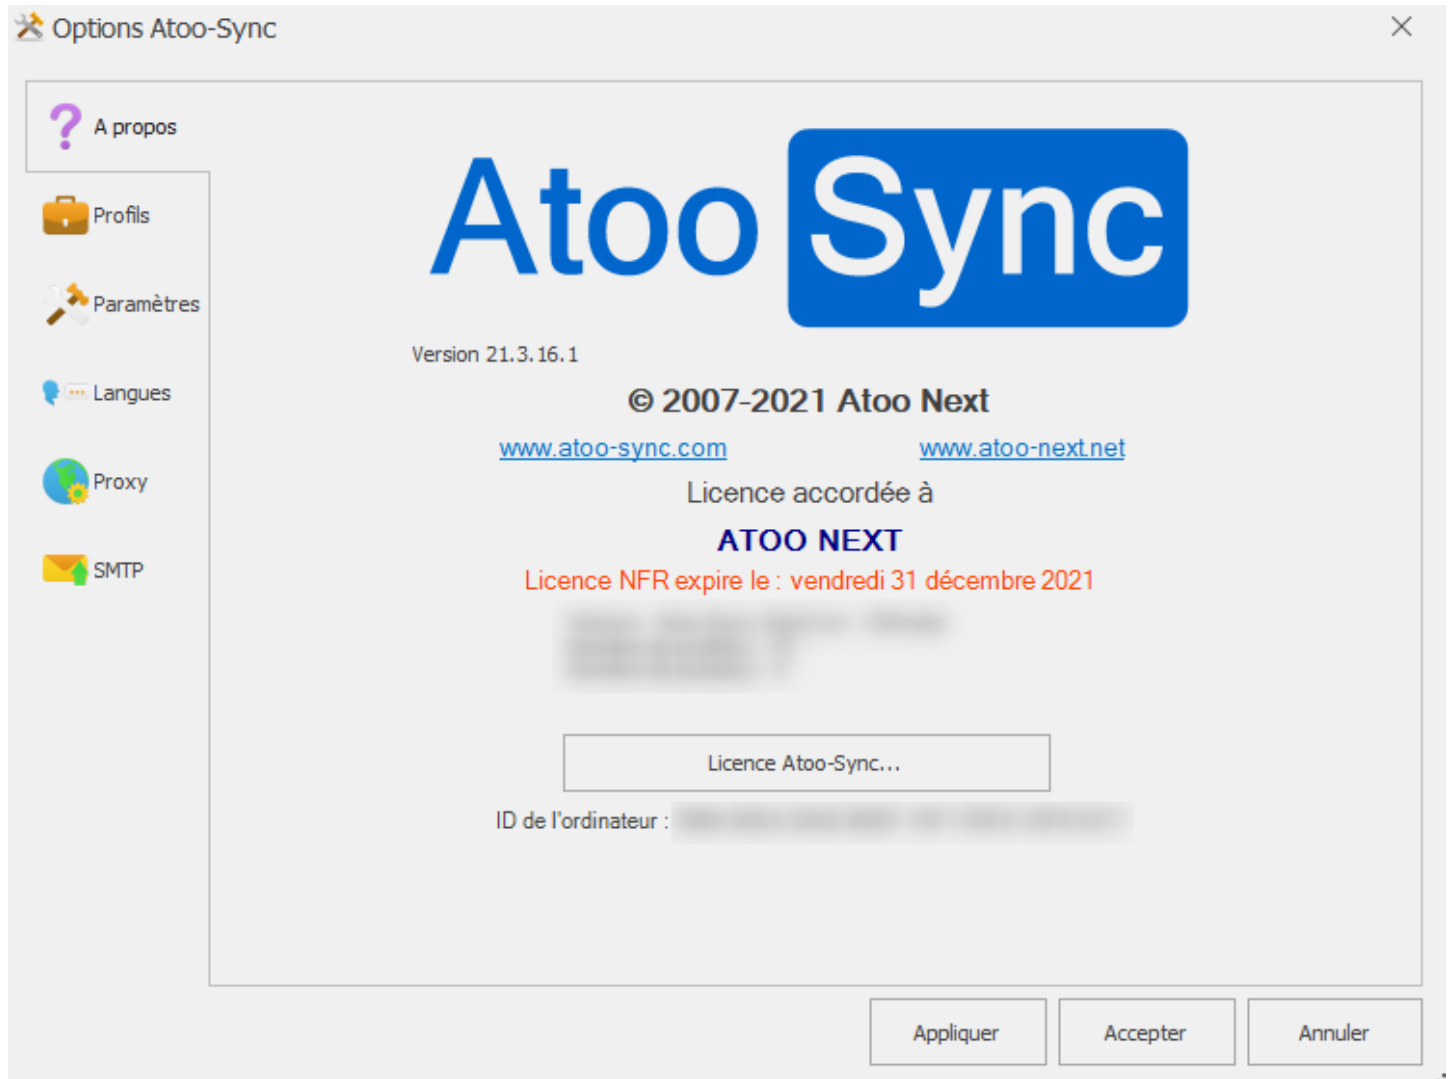 Options Atoo-Sync
A propos
Profils
Paramètres
Langues
Proxy
SMTP
Atoo Sync
Version 21.3.16.1
© 2007-2021 Atoo Next
www.atoo-sync.com www.atoo-next.net
Licence accordée à
ATOO NEXT
Licence NFR expire le : vendredi 31 décembre 2021
Licence Atoo-Sync...
ID de l'ordinateur :
Appliquer Accepter Annuler